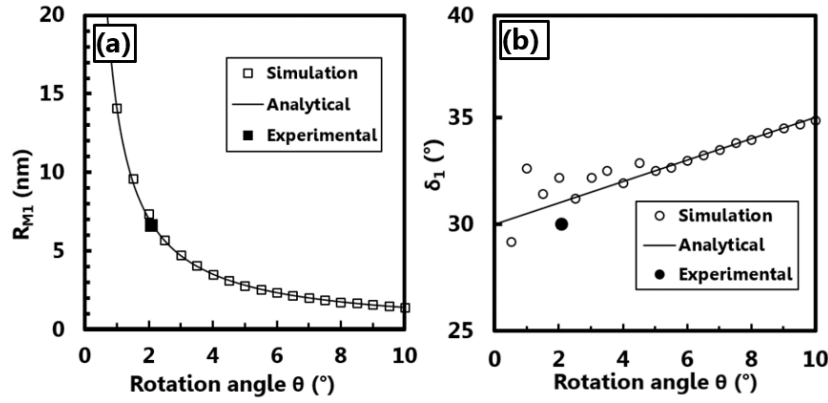 (a)
20
15
10
5
0
R_M1 (nm)
Simulation
Analytical
Experimental
0 2 4 6 8 10
Rotation angle θ (°)
(b)
40
35
30
25
δ_1 (°)
Simulation
Analytical
Experimental
0 2 4 6 8 10
Rotation angle θ (°)